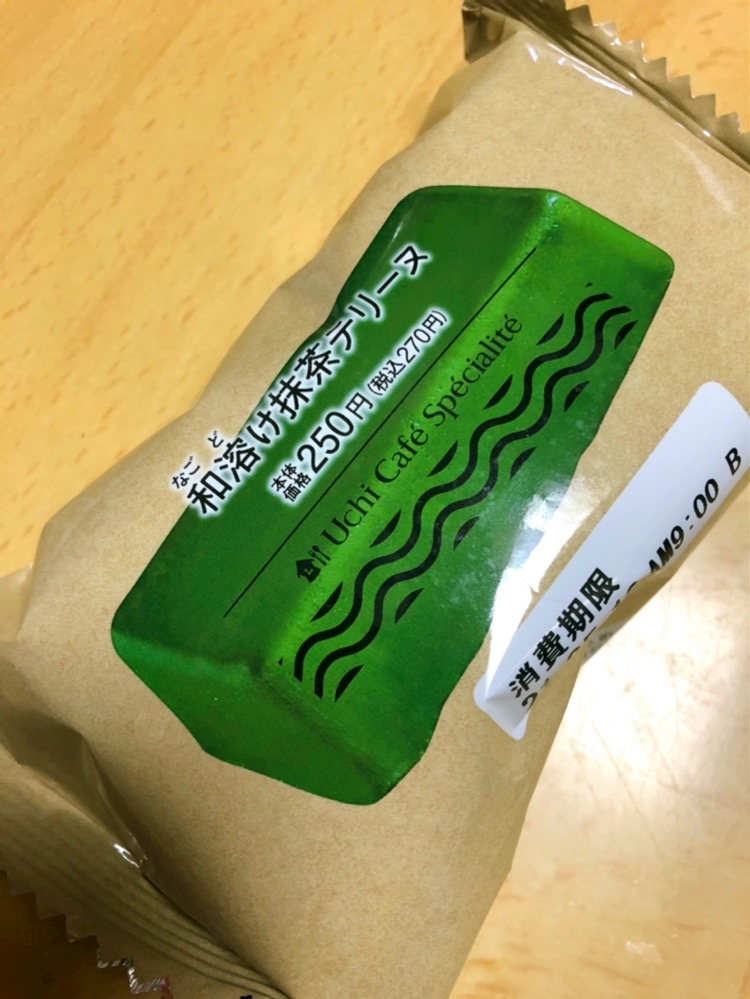 なごど
和溶け抹茶テリーヌ
本体価格250円(税込270円)
Uchi Café Spécialité
消費期限
AM9:00 B